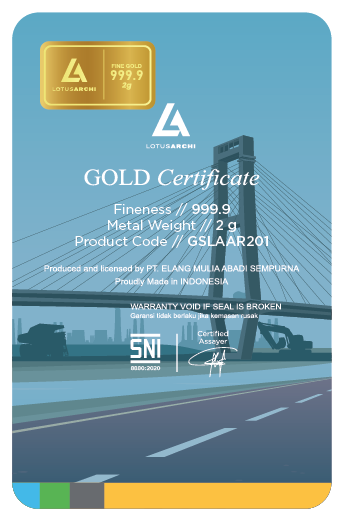 FINE GOLD
999.9
2g
LOTUSARCHI
LOTUSARCHI
GOLD Certificate
Fineness // 999.9
Metal Weight // 2 g
Product Code // GSLAAR201
Produced and licensed by PT. ELANG MULIA ABADI SEMPURNA
Proudly Made in INDONESIA
WARRANTY VOID IF SEAL IS BROKEN
Garansi tidak berlaku jika kemasan rusak
SNI
8880:2020
Certified
Assayer